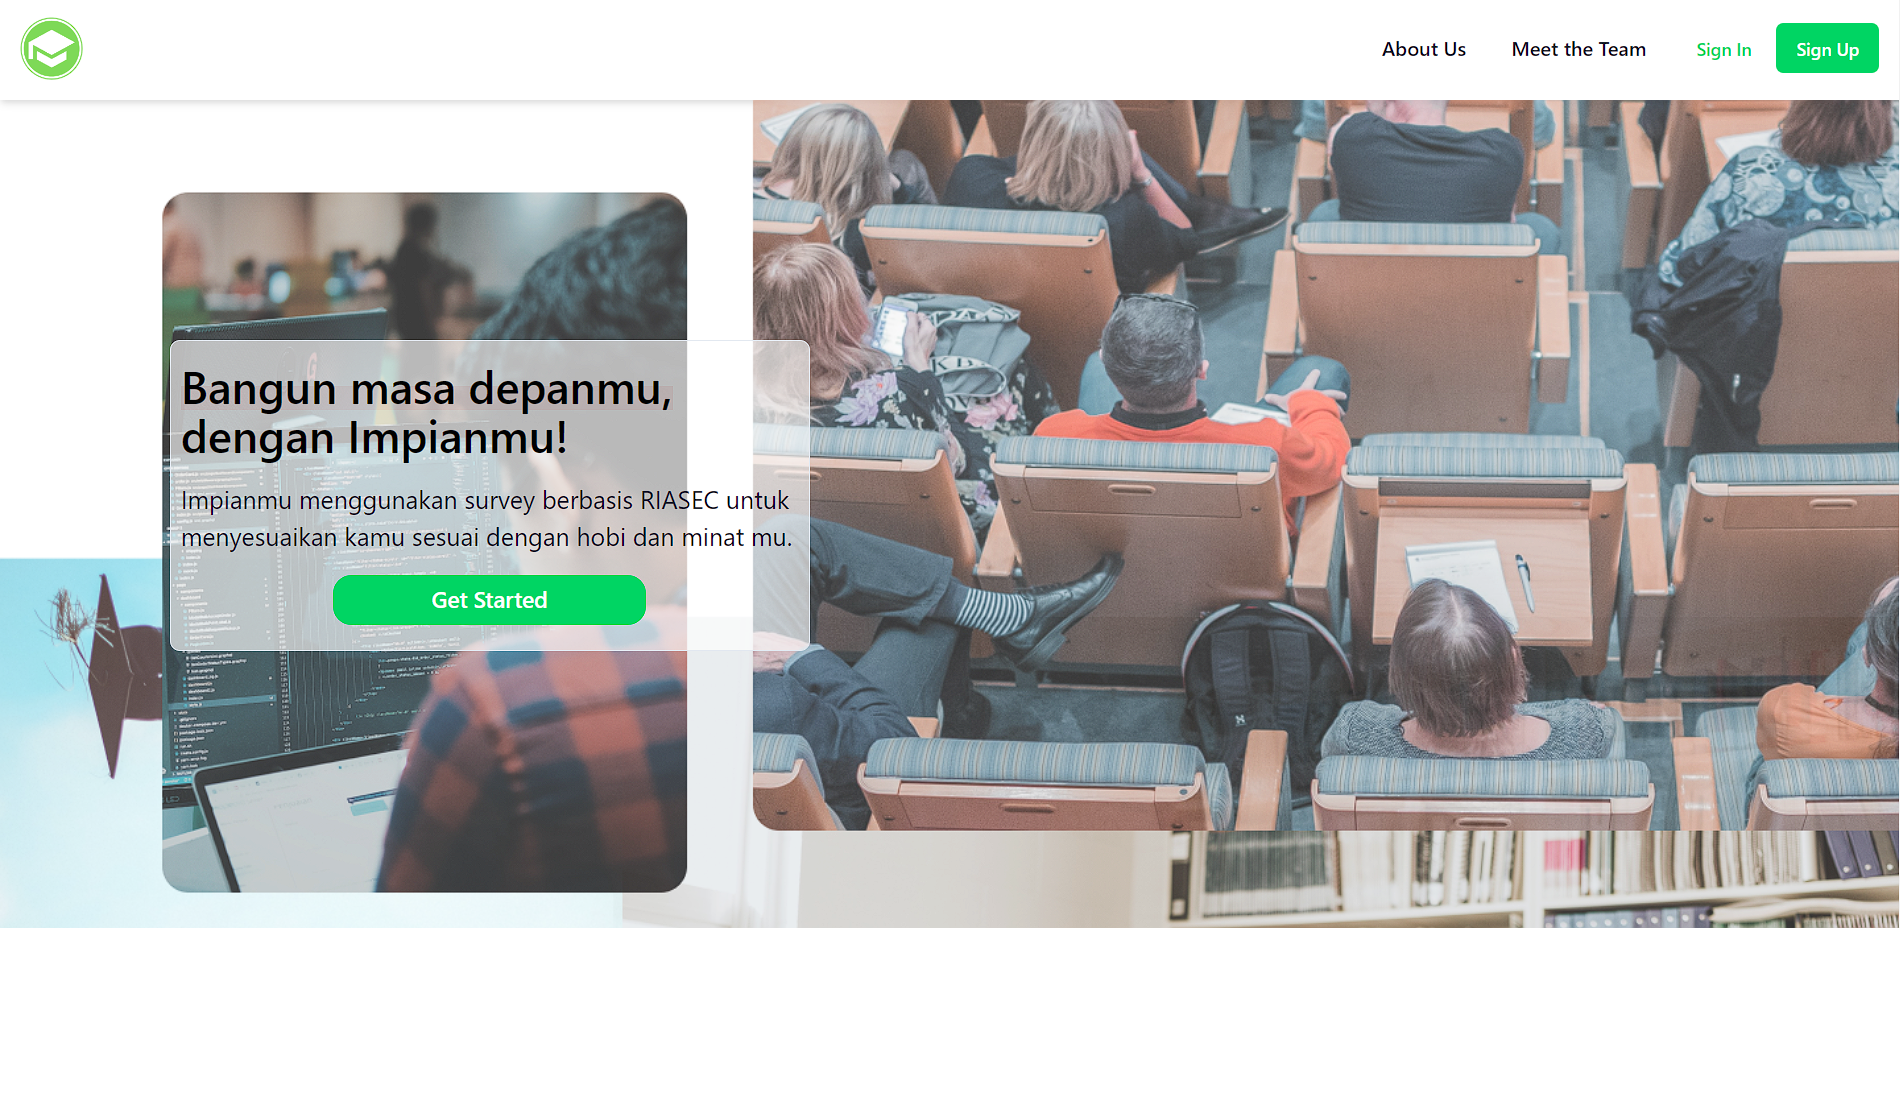 About Us
Meet the Team
Sign In
Sign Up
Bangun masa depanmu,
dengan Impianmu!
Impianmu menggunakan survey berbasis RIASEC untuk
menyesuaikan kamu sesuai dengan hobi dan minat mu.
Get Started